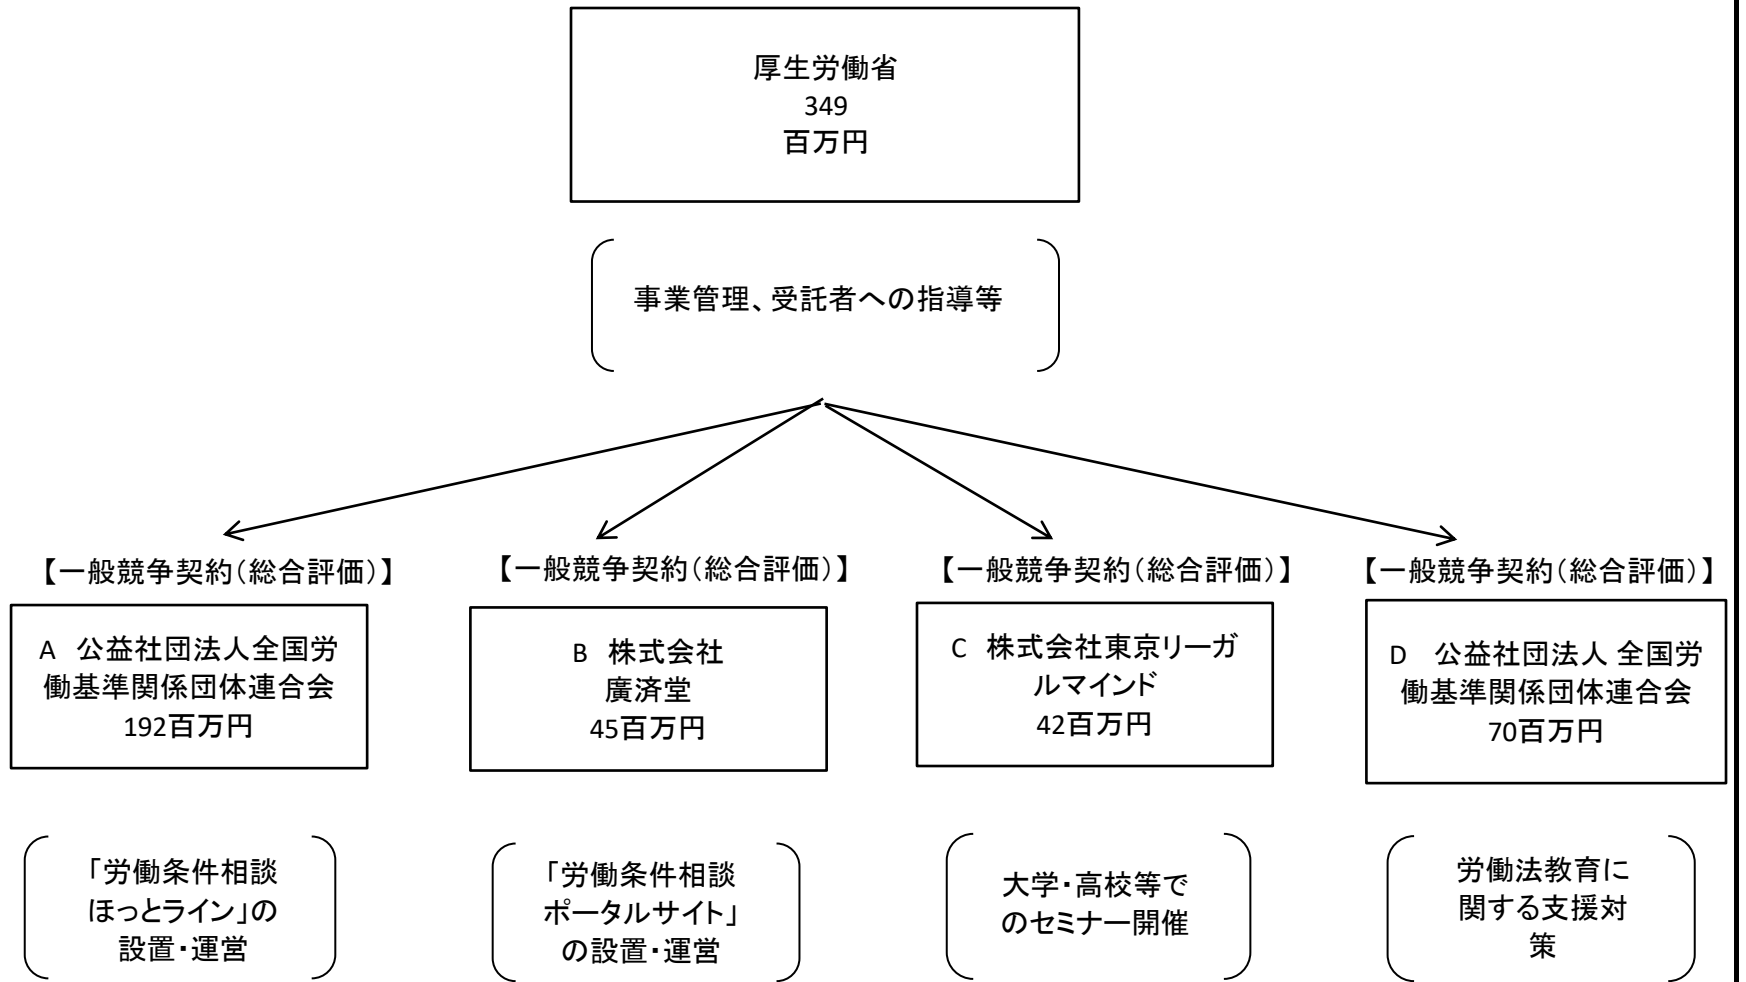 厚生労働省
349
百万円
事業管理、受託者への指導等
【一般競争契約(総合評価)】
【一般競争契約(総合評価)】
【一般競争契約(総合評価)】
【一般競争契約(総合評価)】
A 公益社団法人全国労
働基準関係団体連合会
192百万円
B 株式会社
廣済堂
45百万円
C 株式会社東京リーガ
ルマインド
42百万円
D 公益社団法人 全国労
働基準関係団体連合会
70百万円
「労働条件相談
ほっとライン」の
設置・運営
「労働条件相談
ポータルサイト」
の設置・運営
大学・高校等で
のセミナー開催
労働法教育に
関する支援対
策